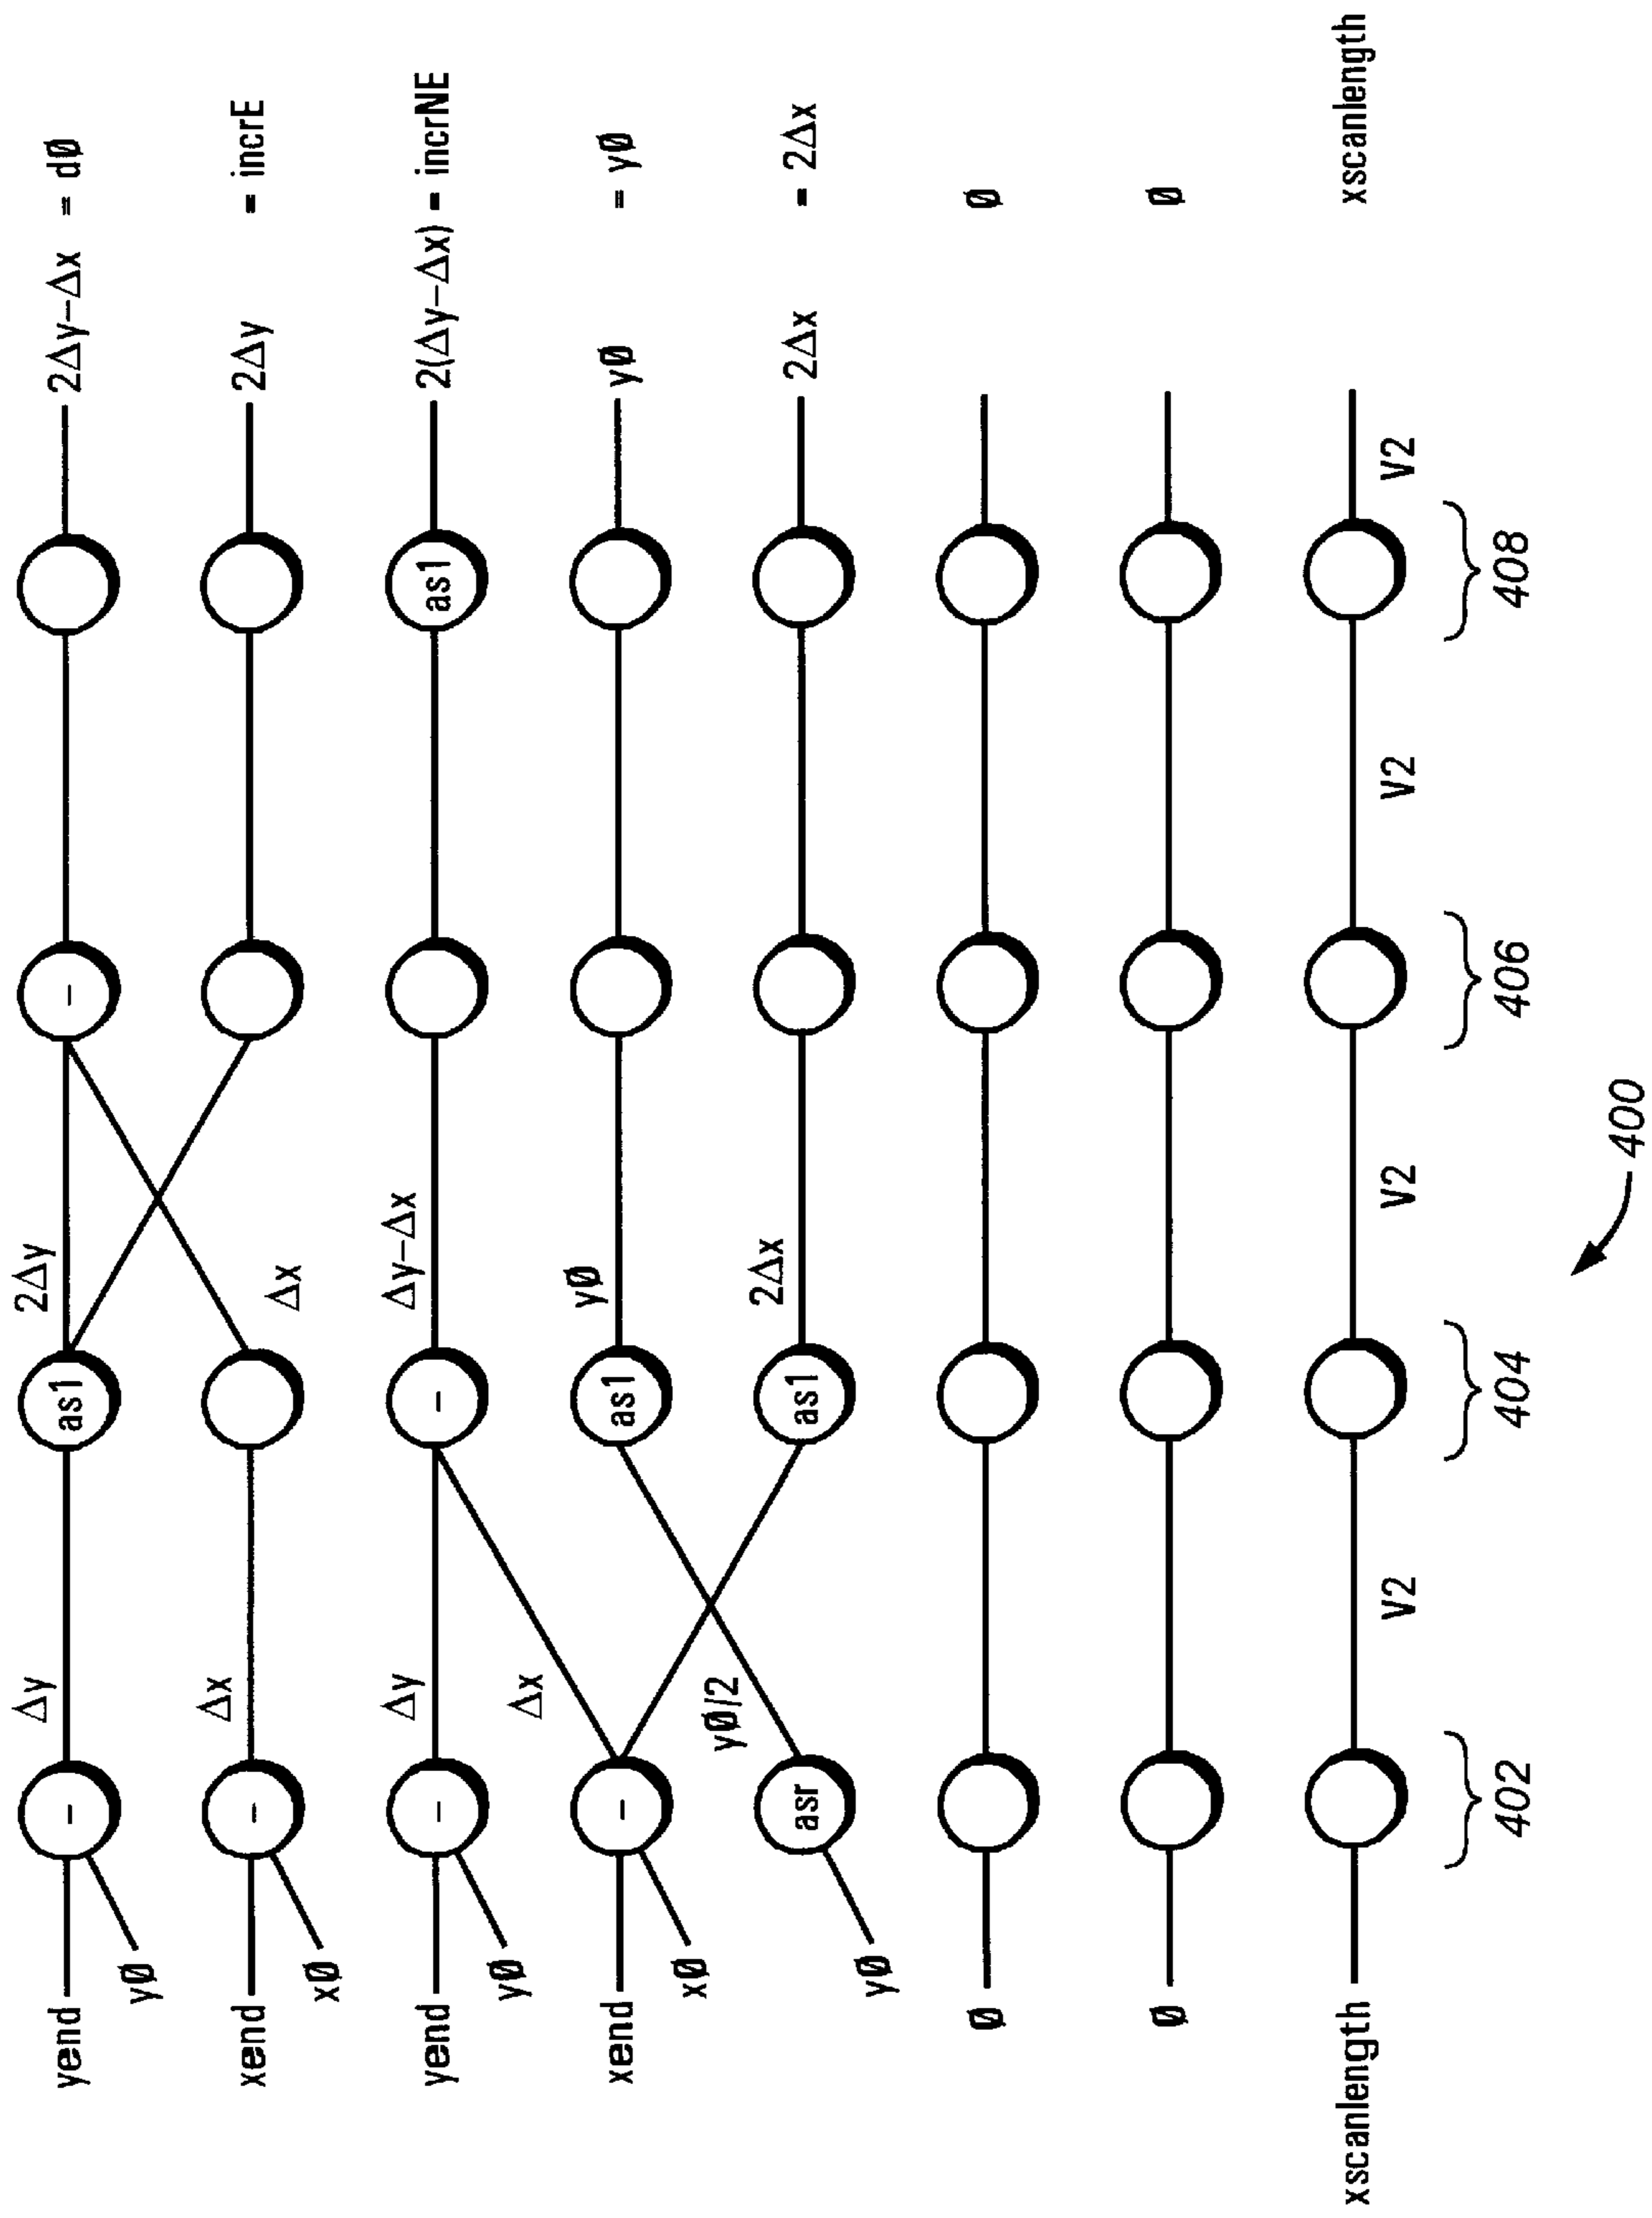 yend
yØ
Δy
as1
2Δy
-
-
2Δy-Δx = dØ
xend
xØ
-
Δx
Δx
2Δy = incrE
yend
yØ
-
Δy
-
Δy-Δx
as1
2(Δy-Δx) = incrNE
xend
xØ
-
Δx
as1
yØ
yØ = yØ
yØ
asr
yØ/2
as1
2Δx
2Δx = 2Δx
Ø
Ø
Ø
Ø
xscanlength
xscanlength
V2
V2
V2
V2
402
404
406
408
400